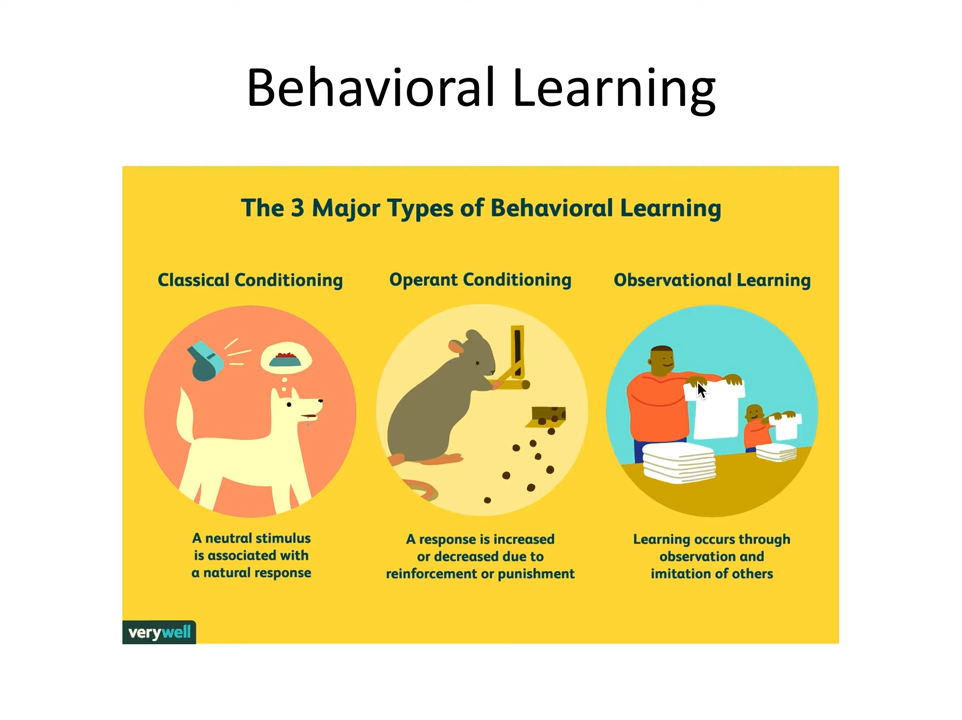 Behavioral Learning
The 3 Major Types of Behavioral Learning
Classical Conditioning
A neutral stimulus
is associated with
a natural response
Operant Conditioning
A response is increased
or decreased due to
reinforcement or punishment
Observational Learning
Learning occurs through
observation and
imitation of others
verywell